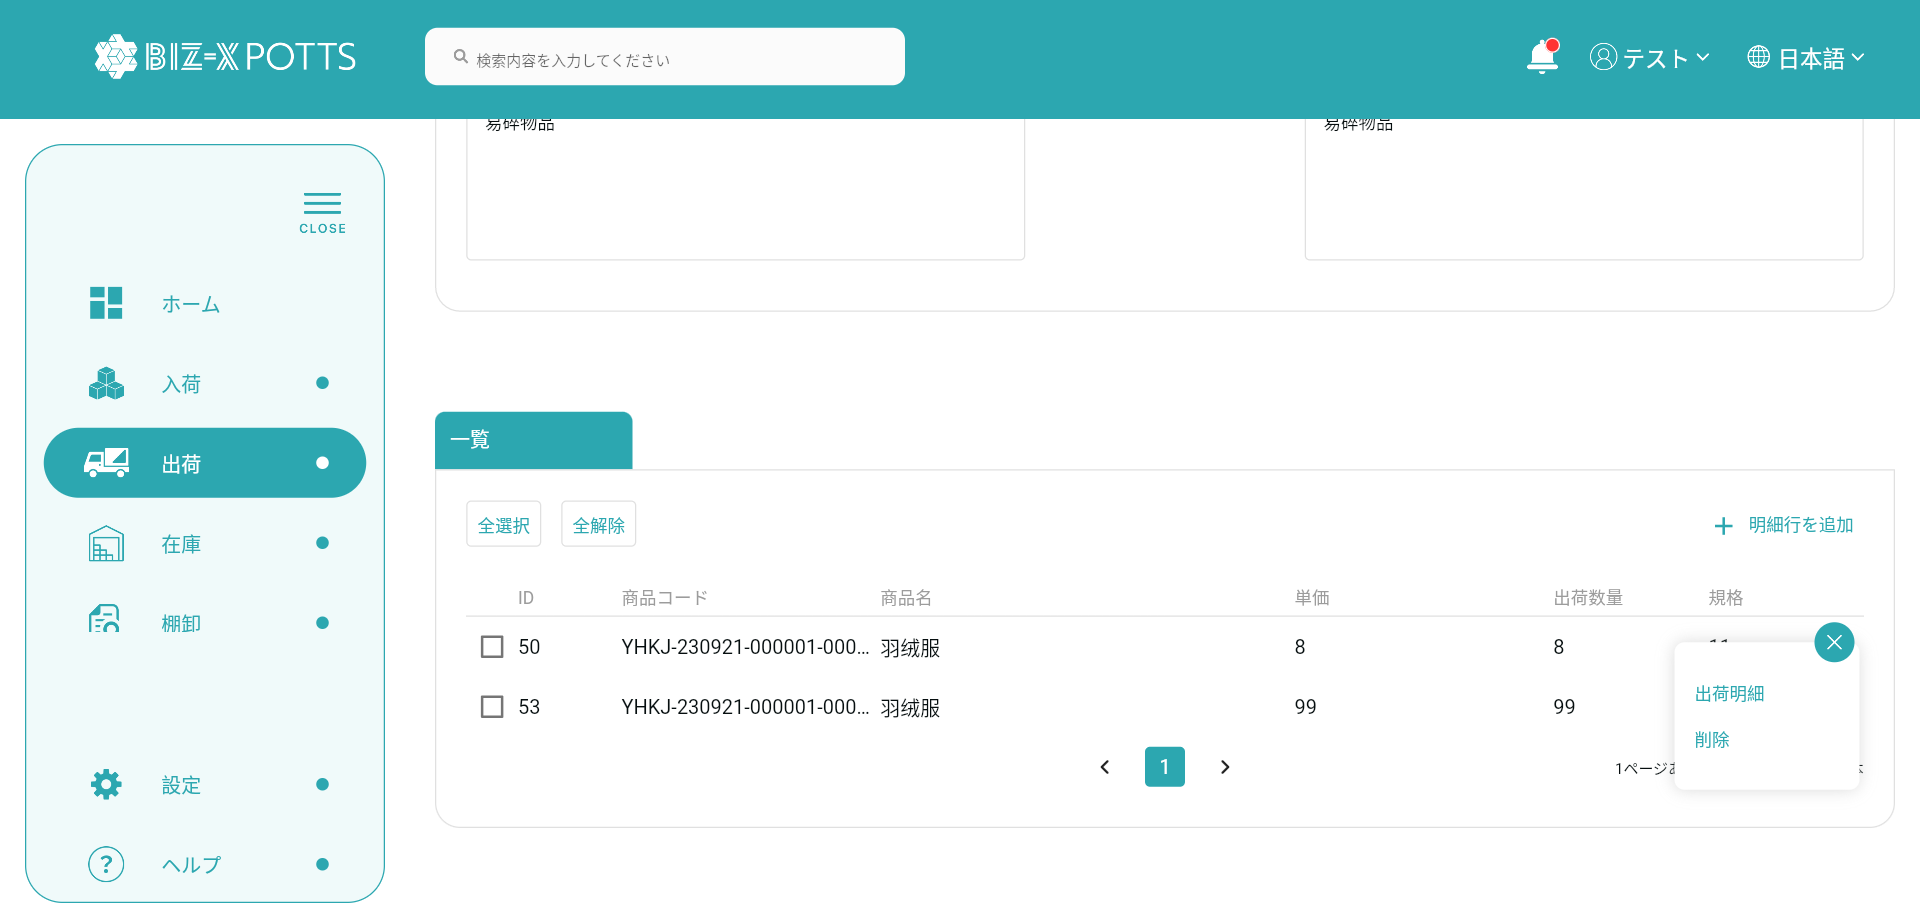 BIZ=X POTTS
検索内容を入力してください
テスト
日本語
易碎物品
易碎物品
CLOSE
ホーム
入荷
出荷
在庫
棚卸
設定
? ヘルプ
一覧
全選択
全解除
+ 明細行を追加
ID 商品コード 商品名 単価 出荷数量 規格
50 YHKJ-230921-000001-000... 羽绒服 8 8
53 YHKJ-230921-000001-000... 羽绒服 99 99
出荷明細
削除
1
1ページあ